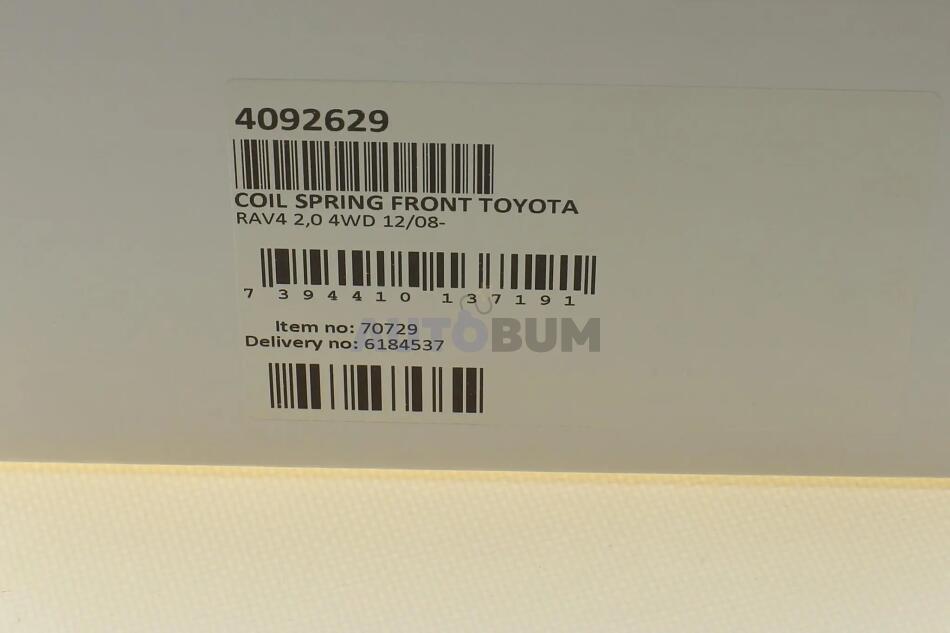 4092629
COIL SPRING FRONT TOYOTA
RAV4 2,0 4WD 12/08-
7 394410 137191
AUTOBUM
Item no: 70729
Delivery no: 6184537